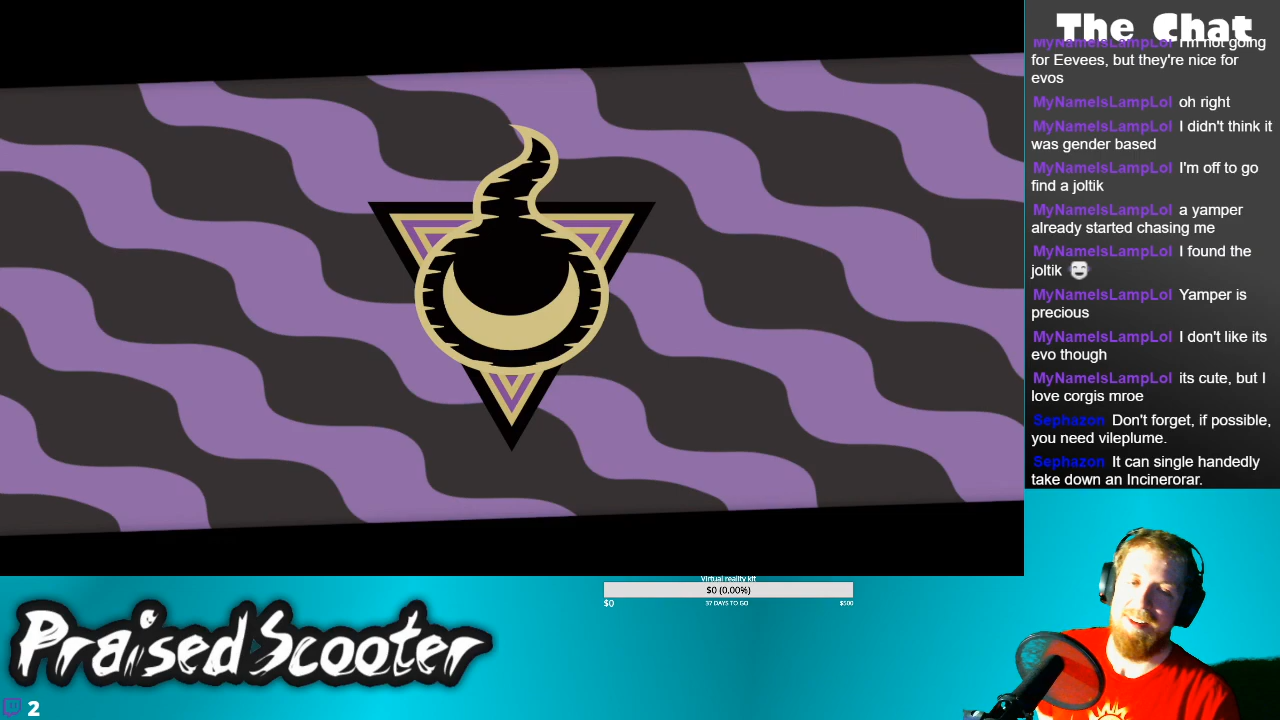 The Chat
MyNameIsLampLol I'm not going
for Eevees, but they're nice for
evos
MyNameIsLampLol oh right
MyNameIsLampLol I didn't think it
was gender based
MyNameIsLampLol I'm off to go
find a joltik
MyNameIsLampLol a yamper
already started chasing me
MyNameIsLampLol I found the
joltik
MyNameIsLampLol Yamper is
precious
MyNameIsLampLol I don't like its
evo though
MyNameIsLampLol its cute, but I
love corgis mroe
Sephazon Don't forget, if possible,
you need vileplume.
Sephazon It can single handedly
take down an Incinerorar.
Virtual reality kit
$0 (0.00%)
$0 37 DAYS TO GO $500
Praised Scooter
2